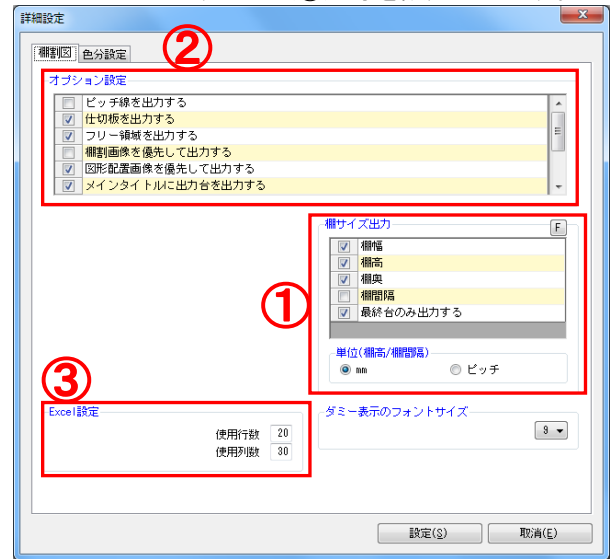 詳細設定
棚割図 色分設定
②
オプション設定
ピッチ線を出力する
仕切板を出力する
フリー領域を出力する
棚割画像を優先して出力する
図形配置画像を優先して出力する
メインタイトルに出力台を出力する
①
棚サイズ出力
F
棚幅
棚高
棚奥
棚間隔
最終台のみ出力する
単位(棚高/棚間隔)
mm ピッチ
③
Excel設定
使用行数 20
使用列数 30
ダミー表示のフォントサイズ
9
設定(S) 取消(E)